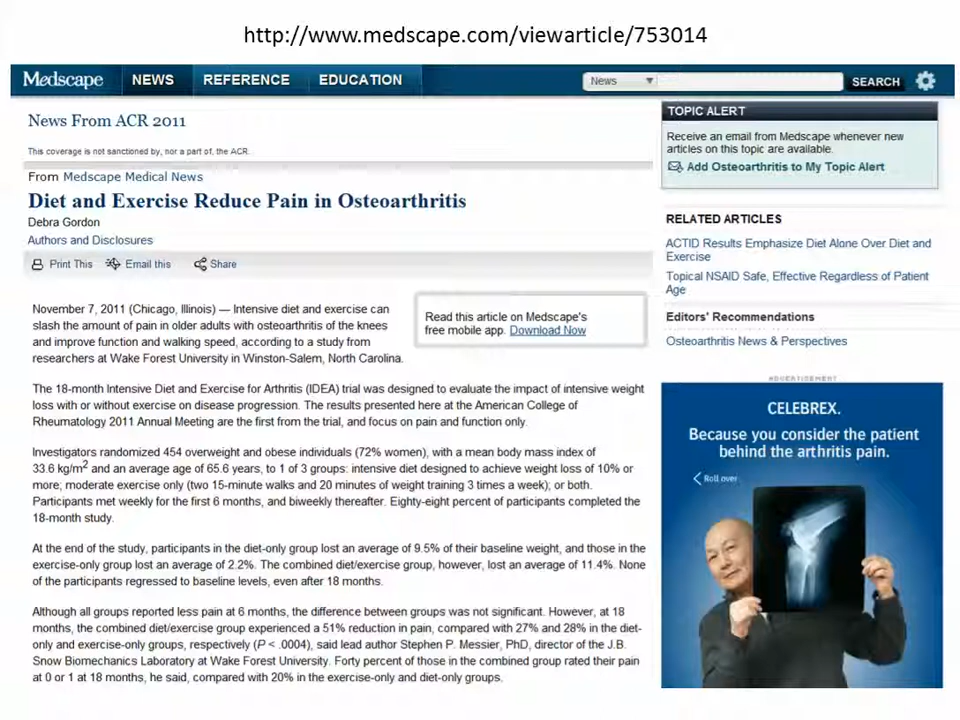 http://www.medscape.com/viewarticle/753014
Medscape NEWS REFERENCE EDUCATION News SEARCH
News From ACR 2011
This coverage is not sanctioned by, nor a part of, the ACR.
From Medscape Medical News
Diet and Exercise Reduce Pain in Osteoarthritis
Debra Gordon
Authors and Disclosures
Print This Email this Share
November 7, 2011 (Chicago, Illinois) — Intensive diet and exercise can
slash the amount of pain in older adults with osteoarthritis of the knees
and improve function and walking speed, according to a study from
researchers at Wake Forest University in Winston-Salem, North Carolina.
Read this article on Medscape's
free mobile app. Download Now
The 18-month Intensive Diet and Exercise for Arthritis (IDEA) trial was designed to evaluate the impact of intensive weight
loss with or without exercise on disease progression. The results presented here at the American College of
Rheumatology 2011 Annual Meeting are the first from the trial, and focus on pain and function only.
Investigators randomized 454 overweight and obese individuals (72% women), with a mean body mass index of
33.6 kg/m2 and an average age of 65.6 years, to 1 of 3 groups: intensive diet designed to achieve weight loss of 10% or
more; moderate exercise only (two 15-minute walks and 20 minutes of weight training 3 times a week); or both.
Participants met weekly for the first 6 months, and biweekly thereafter. Eighty-eight percent of participants completed the
18-month study.
At the end of the study, participants in the diet-only group lost an average of 9.5% of their baseline weight, and those in the
exercise-only group lost an average of 2.2%. The combined diet/exercise group, however, lost an average of 11.4%. None
of the participants regressed to baseline levels, even after 18 months.
Although all groups reported less pain at 6 months, the difference between groups was not significant. However, at 18
months, the combined diet/exercise group experienced a 51% reduction in pain, compared with 27% and 28% in the diet-
only and exercise-only groups, respectively (P < .0004), said lead author Stephen P. Messier, PhD, director of the J.B.
Snow Biomechanics Laboratory at Wake Forest University. Forty percent of those in the combined group rated their pain
at 0 or 1 at 18 months, he said, compared with 20% in the exercise-only and diet-only groups.
TOPIC ALERT
Receive an email from Medscape whenever new
articles on this topic are available.
Add Osteoarthritis to My Topic Alert
RELATED ARTICLES
ACTID Results Emphasize Diet Alone Over Diet and
Exercise
Topical NSAID Safe, Effective Regardless of Patient
Age
Editors' Recommendations
Osteoarthritis News & Perspectives
ADVERTISEMENT
CELEBREX.
Because you consider the patient
behind the arthritis pain.
Roll over